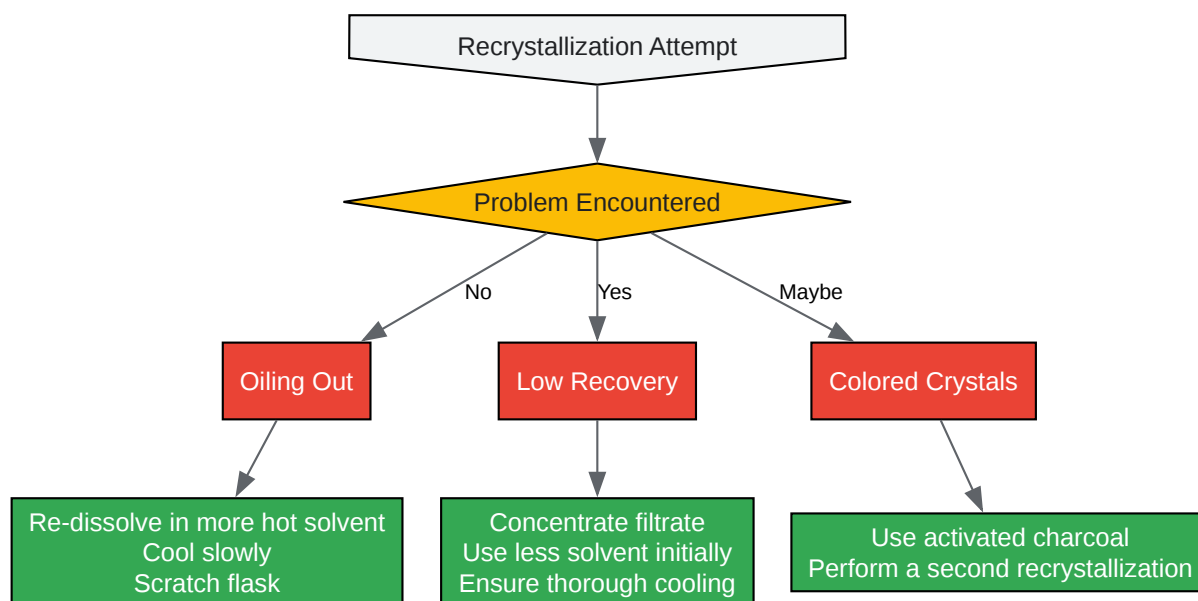 Recrystallization Attempt
Problem Encountered
No
Yes
Maybe
Oiling Out
Low Recovery
Colored Crystals
Re-dissolve in more hot solvent
Cool slowly
Scratch flask
Concentrate filtrate
Use less solvent initially
Ensure thorough cooling
Use activated charcoal
Perform a second recrystallization